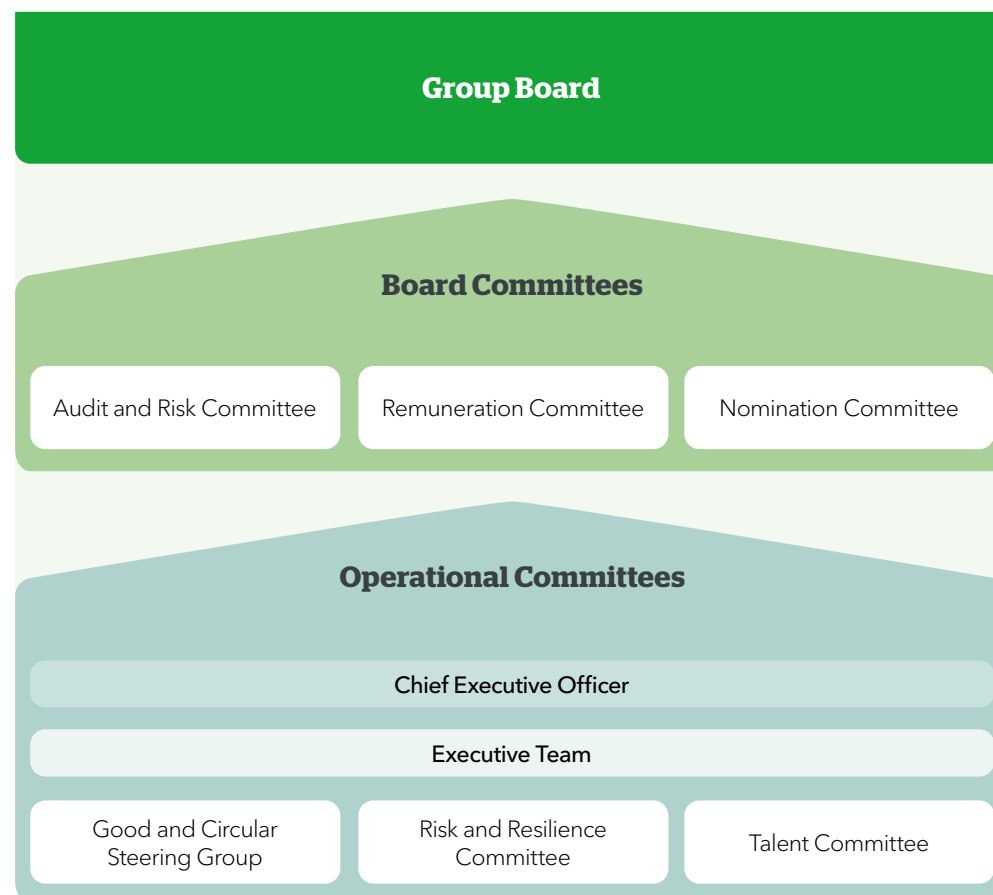 Group Board
Board Committees
Audit and Risk Committee
Remuneration Committee
Nomination Committee
Operational Committees
Chief Executive Officer
Executive Team
Good and Circular
Steering Group
Risk and Resilience
Committee
Talent Committee